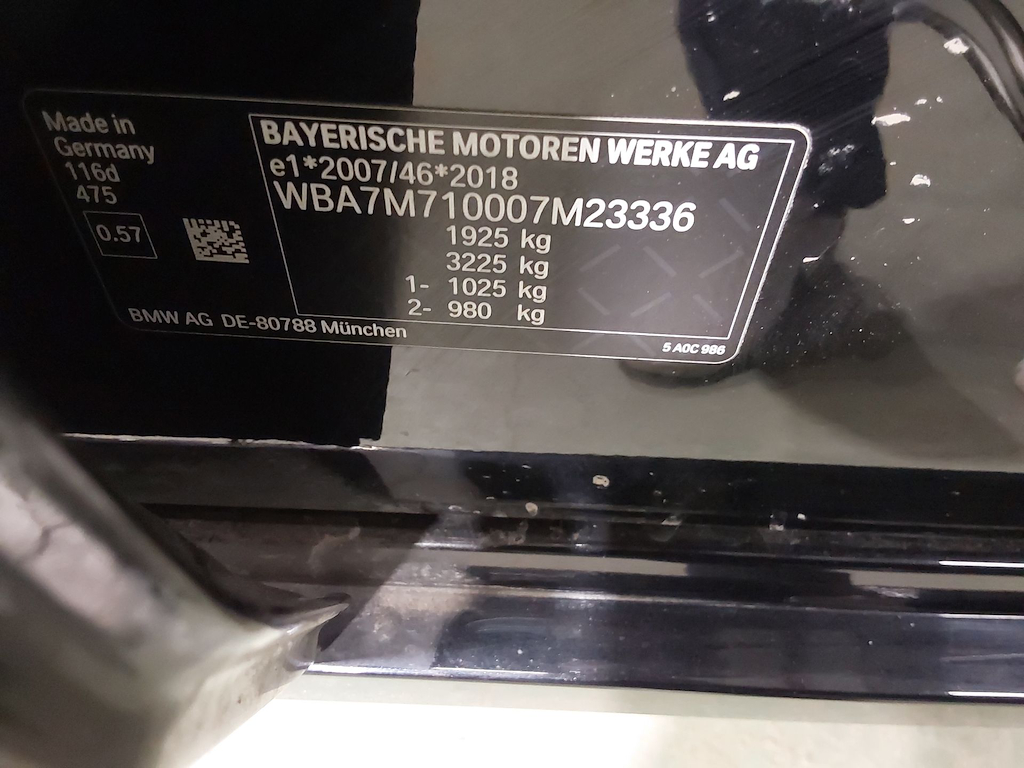 Made in
Germany
116d
475
0.57
BAYERISCHE MOTOREN WERKE AG
e1*2007/46*2018
WBA7M710007M23336
1925 kg
3225 kg
1- 1025 kg
2- 980 kg
BMW AG DE-80788 München
5 A0C 986